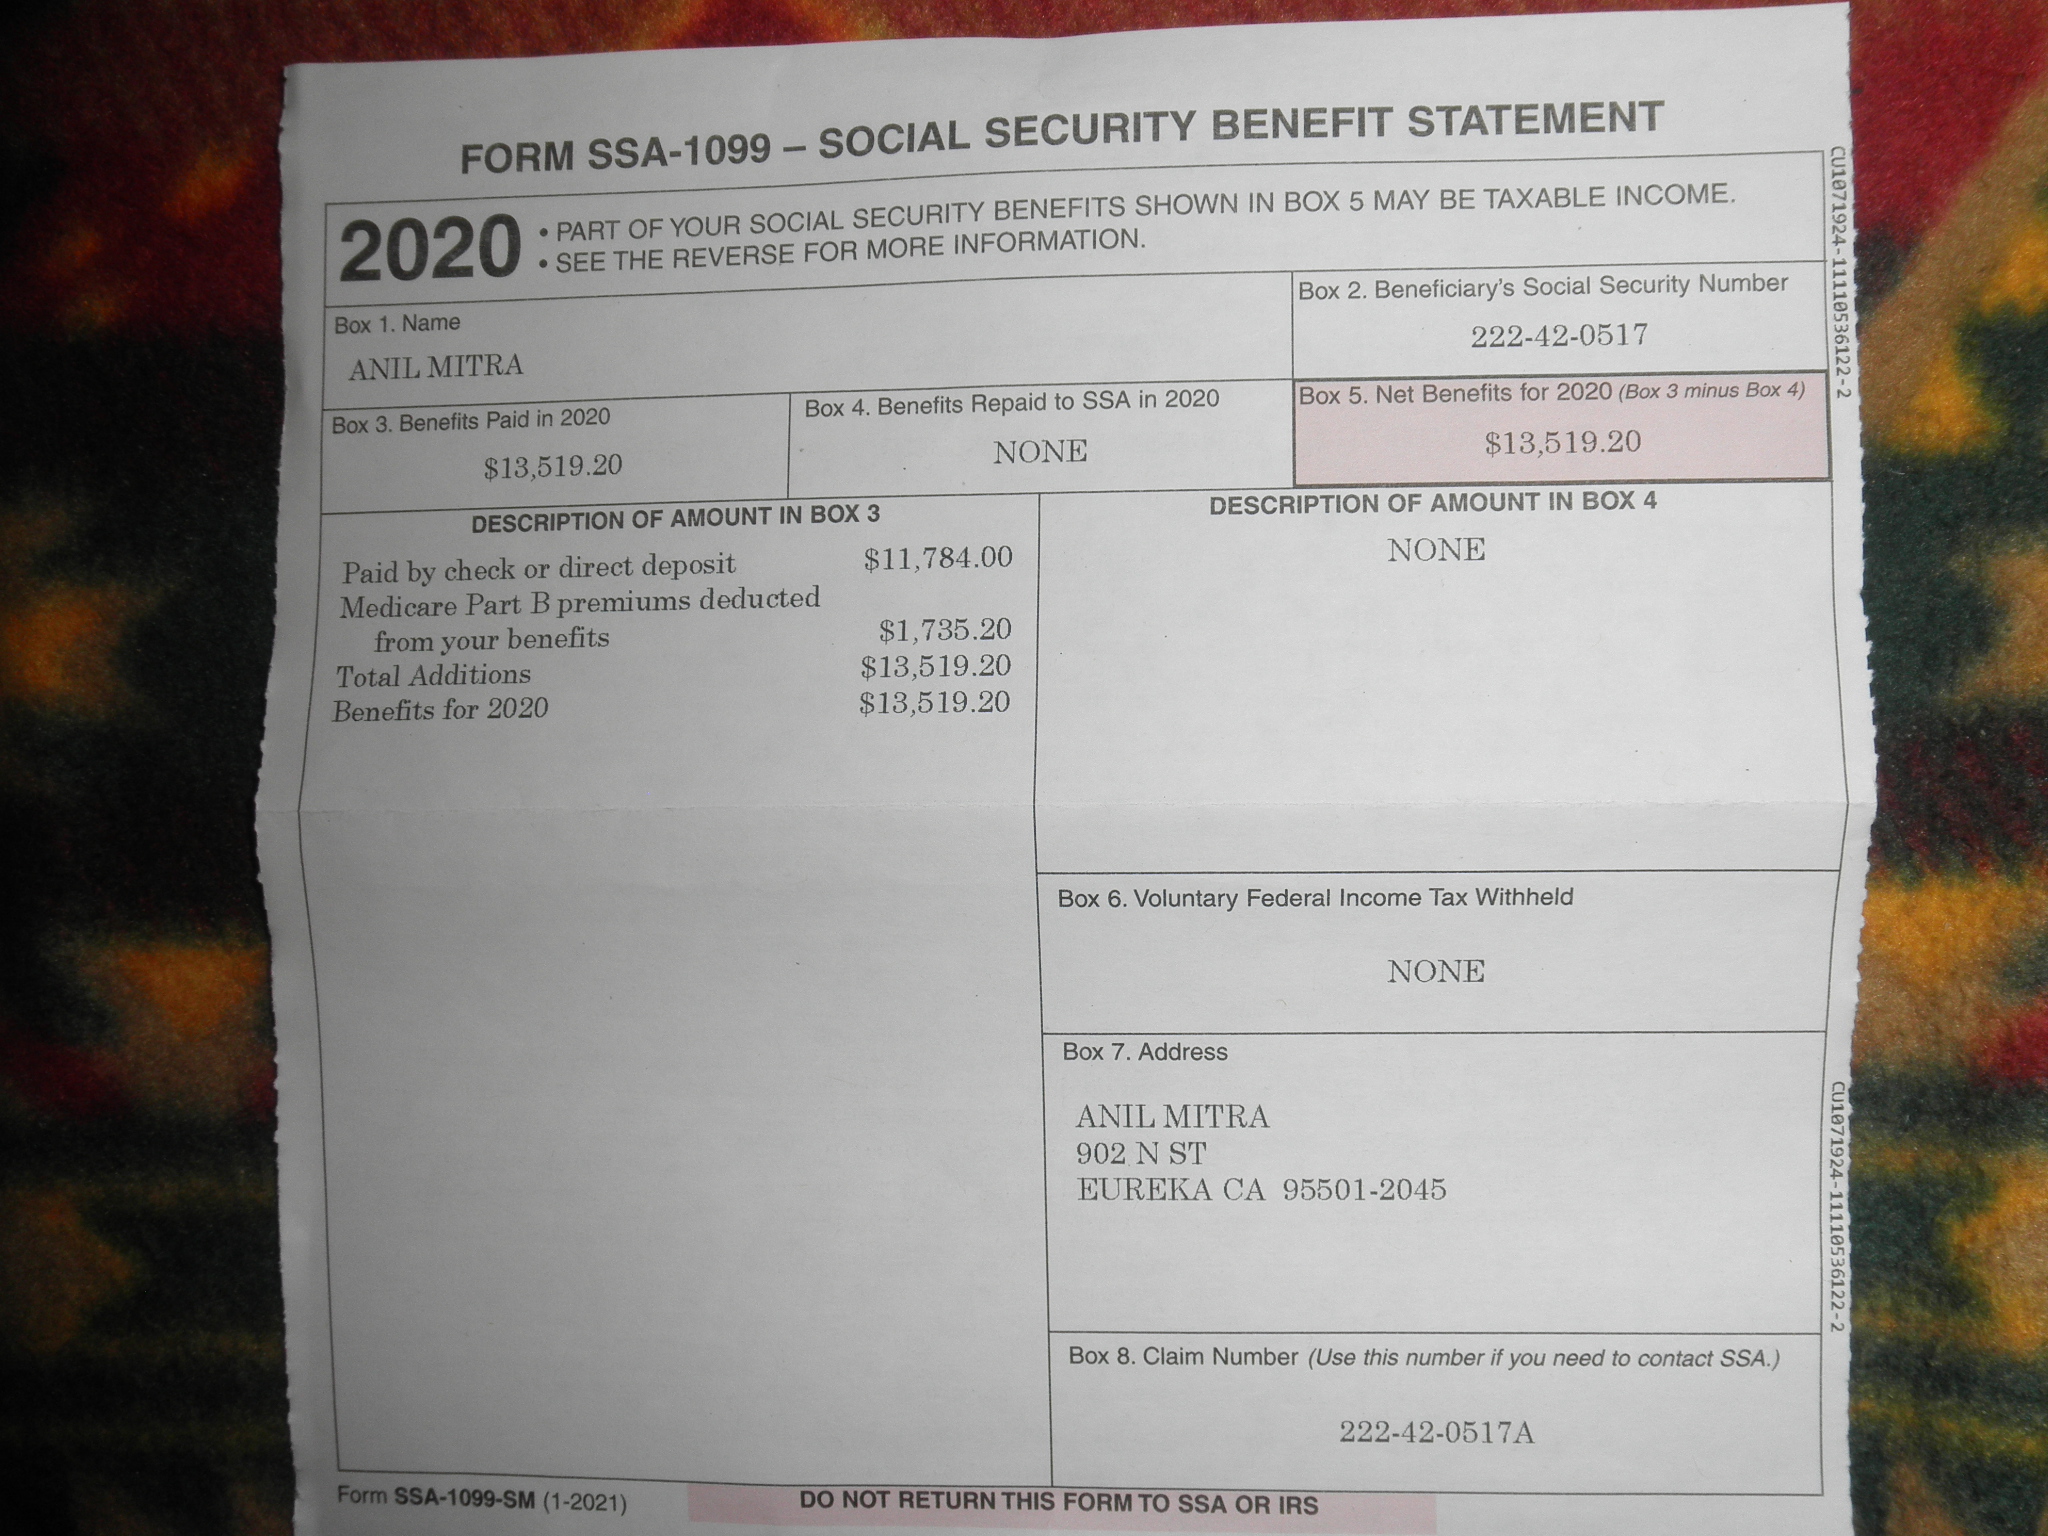 FORM SSA-1099 – SOCIAL SECURITY BENEFIT STATEMENT
2020
• PART OF YOUR SOCIAL SECURITY BENEFITS SHOWN IN BOX 5 MAY BE TAXABLE INCOME.
• SEE THE REVERSE FOR MORE INFORMATION.
Box 1. Name
ANIL MITRA
Box 2. Beneficiary's Social Security Number
222-42-0517
Box 3. Benefits Paid in 2020
$13,519.20
Box 4. Benefits Repaid to SSA in 2020
NONE
Box 5. Net Benefits for 2020 (Box 3 minus Box 4)
$13,519.20
DESCRIPTION OF AMOUNT IN BOX 3
Paid by check or direct deposit $11,784.00
Medicare Part B premiums deducted
from your benefits $1,735.20
Total Additions $13,519.20
Benefits for 2020 $13,519.20
DESCRIPTION OF AMOUNT IN BOX 4
NONE
Box 6. Voluntary Federal Income Tax Withheld
NONE
Box 7. Address
ANIL MITRA
902 N ST
EUREKA CA 95501-2045
Box 8. Claim Number (Use this number if you need to contact SSA.)
222-42-0517A
Form SSA-1099-SM (1-2021)
DO NOT RETURN THIS FORM TO SSA OR IRS
CU1071924-11110536122-2
CU1071924-11110536122-2